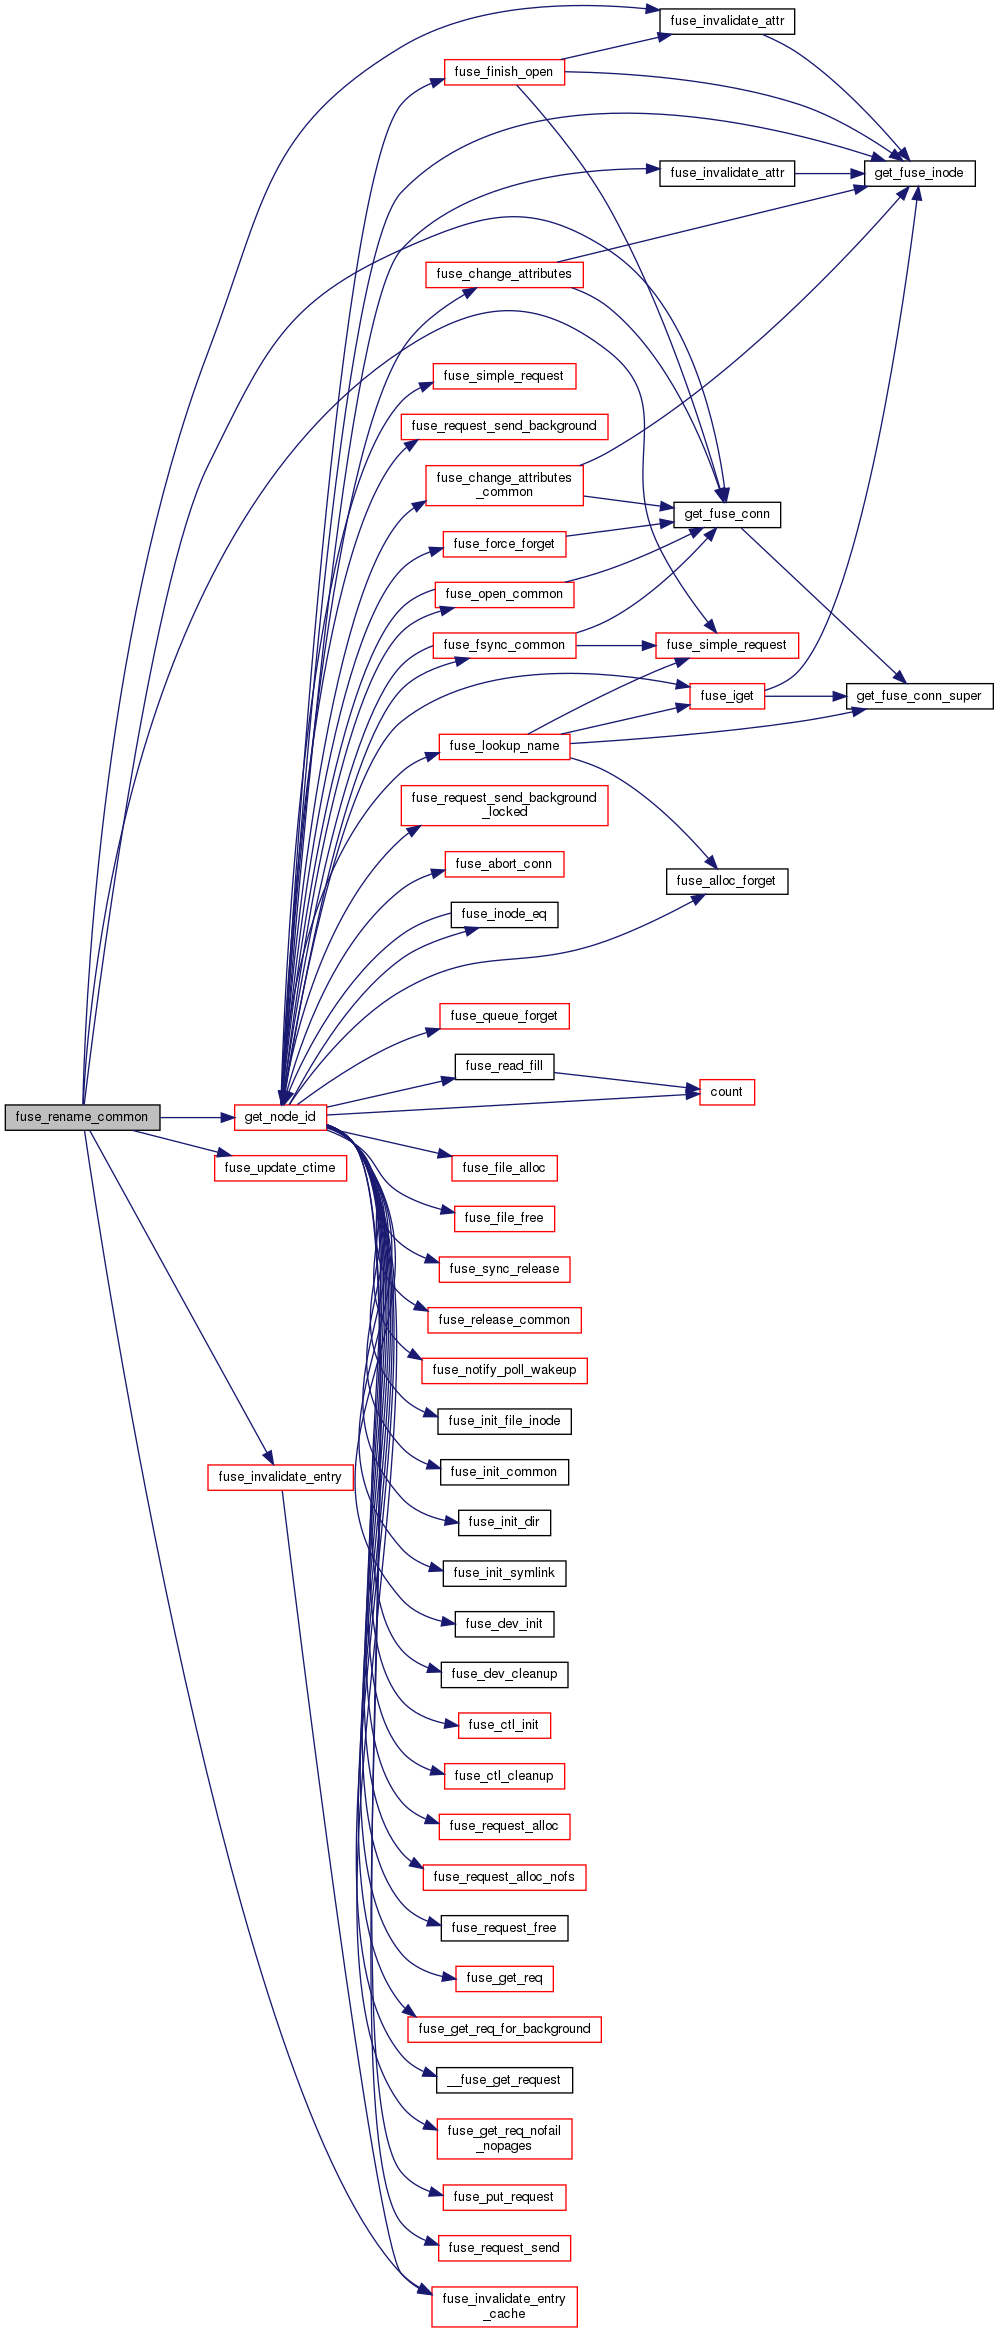 fuse_invalidate_attr
fuse_finish_open
get_fuse_inode
fuse_invalidate_attr
fuse_change_attributes
fuse_simple_request
fuse_request_send_background
fuse_change_attributes
_common
get_fuse_conn
fuse_force_forget
fuse_open_common
fuse_fsync_common
fuse_simple_request
fuse_iget
get_fuse_conn_super
fuse_lookup_name
fuse_request_send_background
_locked
fuse_abort_conn
fuse_alloc_forget
fuse_inode_eq
fuse_queue_forget
fuse_read_fill
count
fuse_rename_common
get_node_id
fuse_update_ctime
fuse_file_alloc
fuse_file_free
fuse_sync_release
fuse_release_common
fuse_notify_poll_wakeup
fuse_init_file_inode
fuse_invalidate_entry
fuse_init_common
fuse_init_dir
fuse_init_symlink
fuse_dev_init
fuse_dev_cleanup
fuse_ctl_init
fuse_ctl_cleanup
fuse_request_alloc
fuse_request_alloc_nofs
fuse_request_free
fuse_get_req
fuse_get_req_for_background
__fuse_get_request
fuse_get_req_nofail
_nopages
fuse_put_request
fuse_request_send
fuse_invalidate_entry
_cache